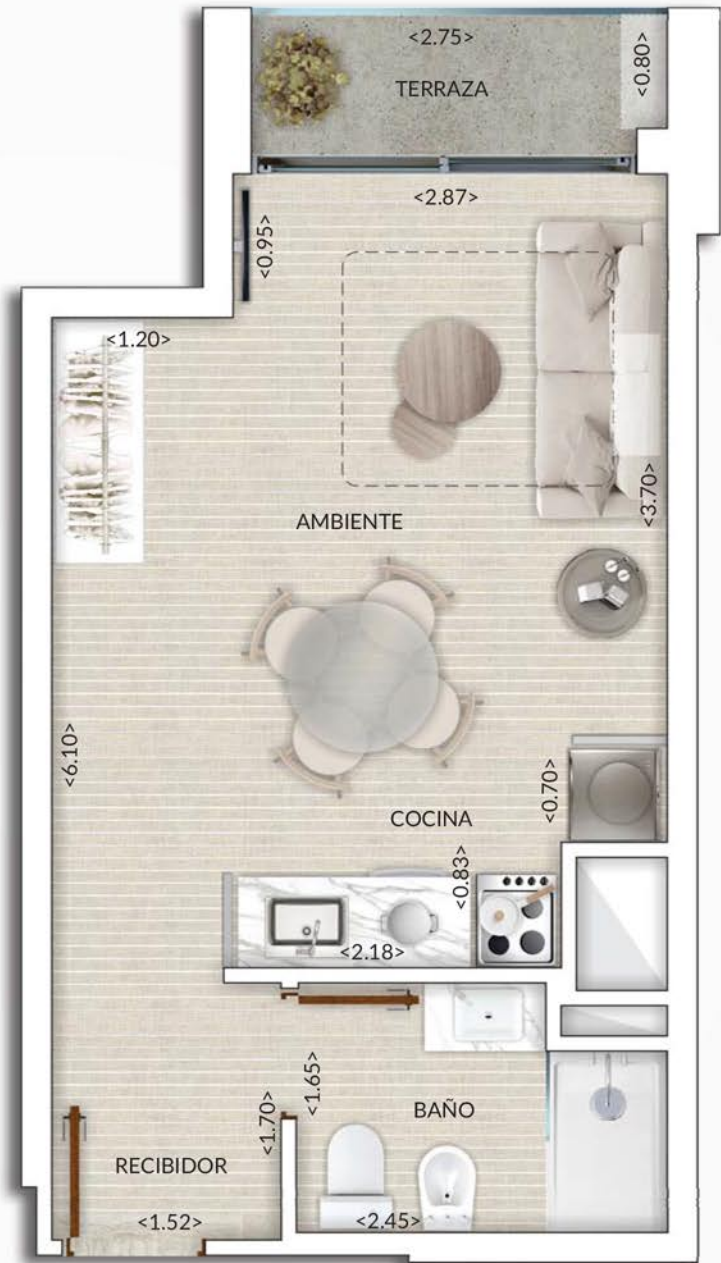 <2.75>
<0.80>
TERRAZA
<2.87>
<0.95>
<1.20>
<3.70>
AMBIENTE
<6.10>
<0.70>
COCINA
<0.83>
<2.18>
<1.65>
<1.70>
BAÑO
RECIBIDOR
<1.52>
<2.45>